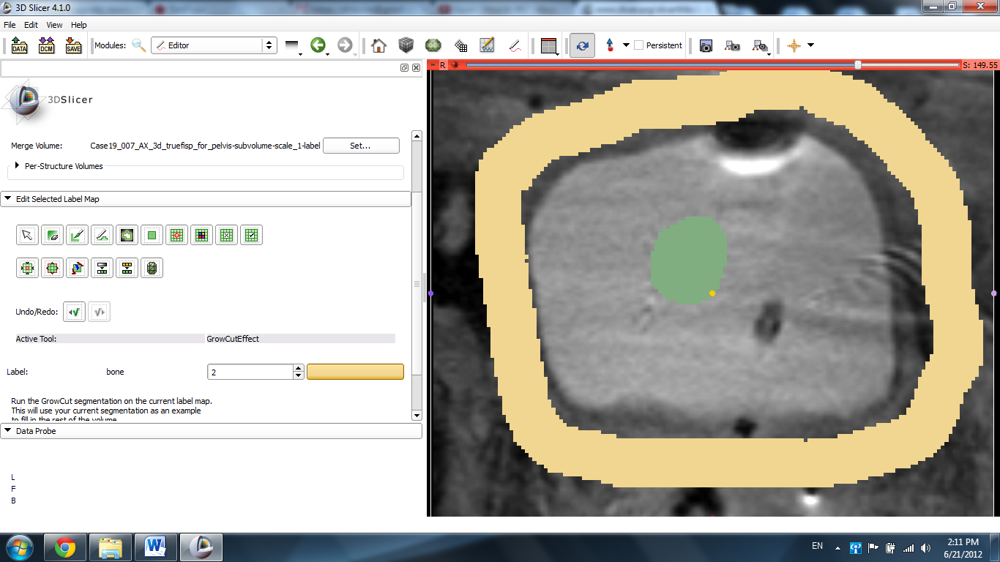 3D Slicer 4.1.0
File Edit View Help
DATA DCM SAVE Modules: Editor Persistent
R S: 149.55
3DSlicer
Merge Volume: Case19_007_AX_3d_truefisp_for_pelvis-subvolume-scale_1-label Set...
Per-Structure Volumes
Edit Selected Label Map
Undo/Redo:
Active Tool: GrowCutEffect
Label: bone 2
Run the GrowCut segmentation on the current label map.
This will use your current segmentation as an example
to fill in the rest of the volume
Data Probe
L
F
B
EN 2:11 PM
6/21/2012